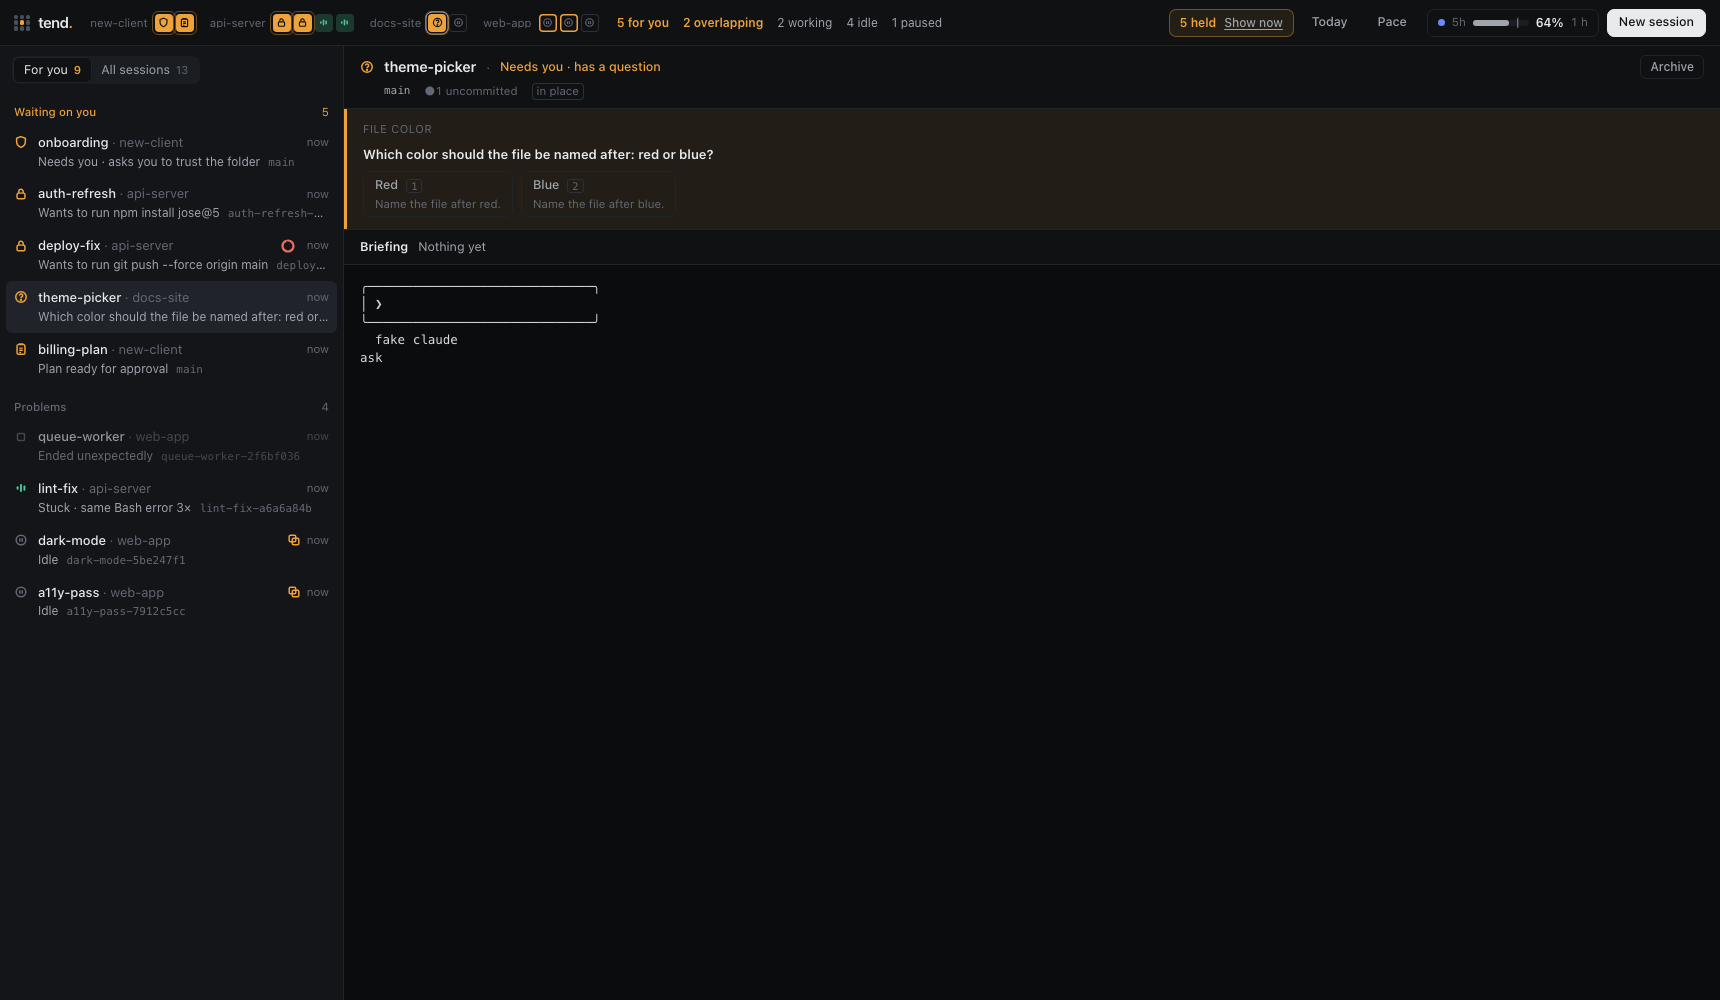 tend. new-client api-server docs-site web-app 5 for you 2 overlapping 2 working 4 idle 1 paused 5 held Show now Today Pace 5h 64% 1 h New session
For you 9 All sessions 13
Waiting on you 5
onboarding · new-client now
Needs you · asks you to trust the folder main
auth-refresh · api-server now
Wants to run npm install jose@5 auth-refresh-…
deploy-fix · api-server now
Wants to run git push --force origin main deploy…
theme-picker · docs-site now
Which color should the file be named after: red or…
billing-plan · new-client now
Plan ready for approval main
Problems 4
queue-worker · web-app now
Ended unexpectedly queue-worker-2f6bf036
lint-fix · api-server now
Stuck · same Bash error 3× lint-fix-a6a6a84b
dark-mode · web-app now
Idle dark-mode-5be247f1
a11y-pass · web-app now
Idle a11y-pass-7912c5cc
theme-picker · Needs you · has a question Archive
main 1 uncommitted in place
FILE COLOR
Which color should the file be named after: red or blue?
Red 1 Blue 2
Name the file after red. Name the file after blue.
Briefing Nothing yet
❯
fake claude
ask